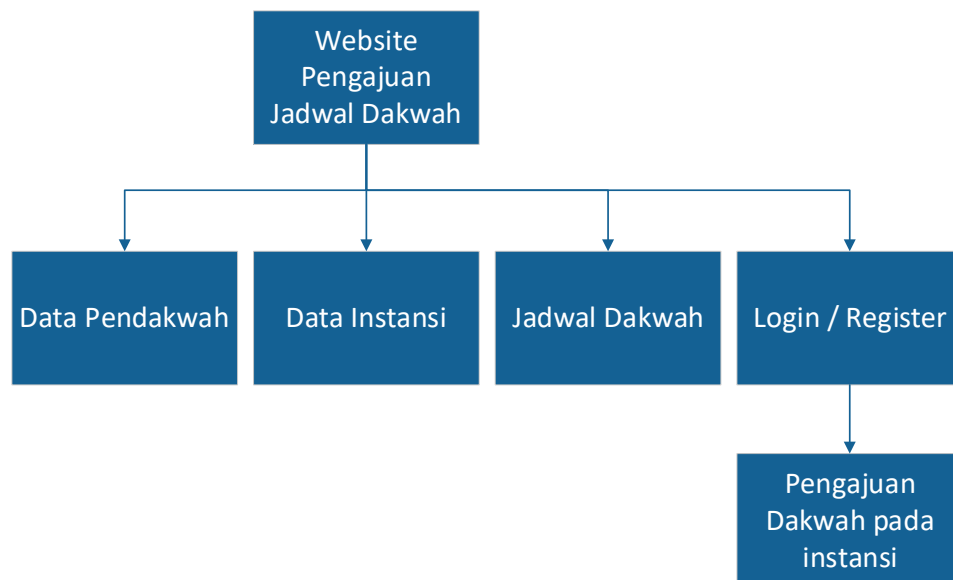 Website
Pengajuan
Jadwal Dakwah
Data Pendakwah
Data Instansi
Jadwal Dakwah
Login / Register
Pengajuan
Dakwah pada
instansi